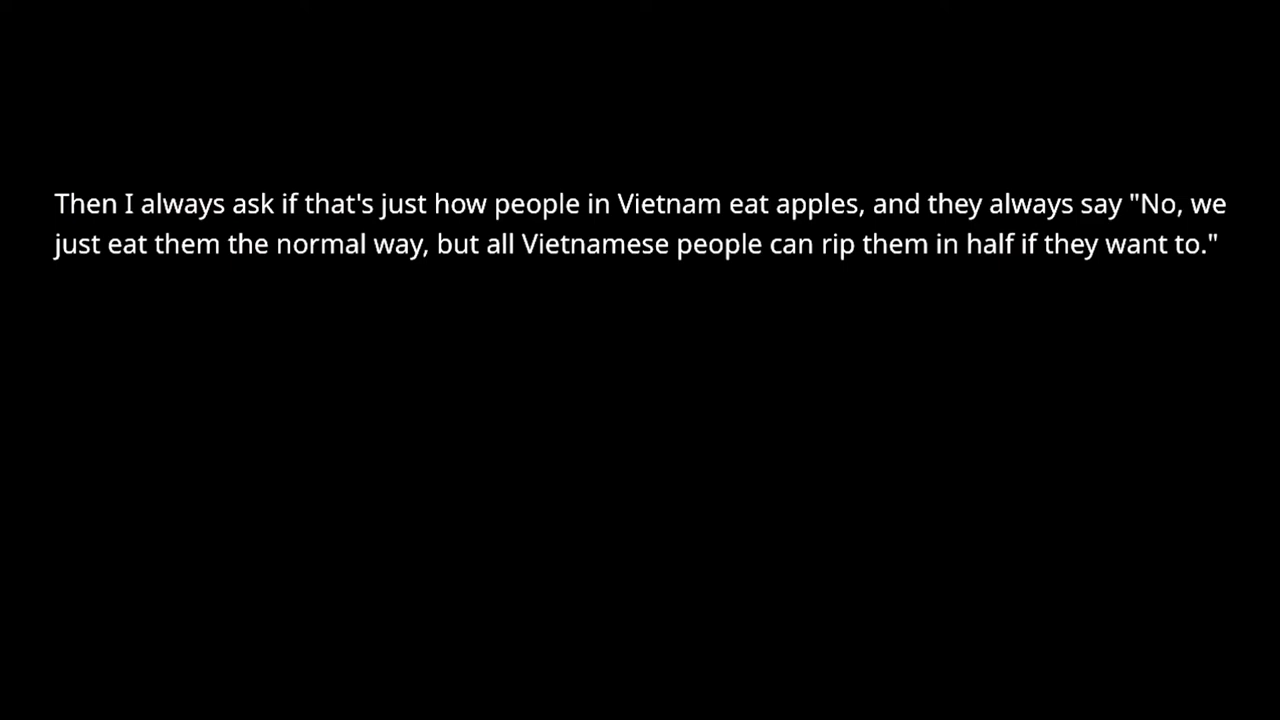 Then I always ask if that's just how people in Vietnam eat apples, and they always say "No, we
just eat them the normal way, but all Vietnamese people can rip them in half if they want to."